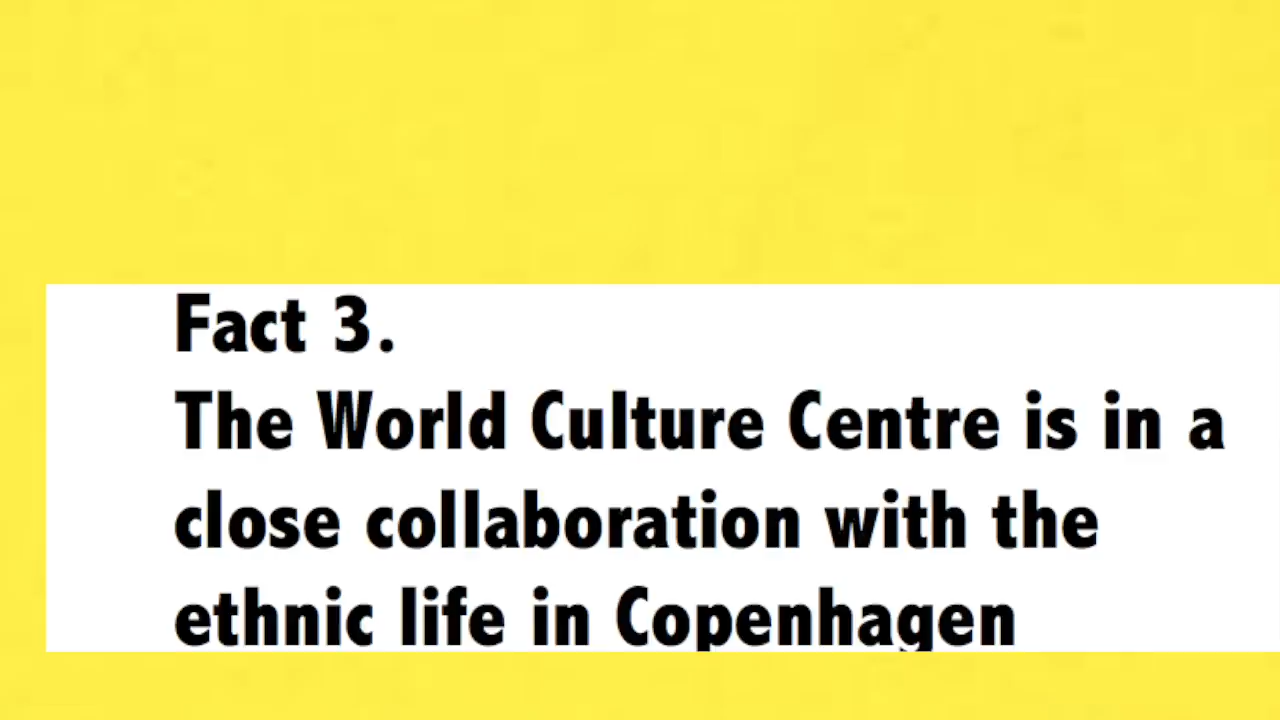 Fact 3.
The World Culture Centre is in a
close collaboration with the
ethnic life in Copenhagen